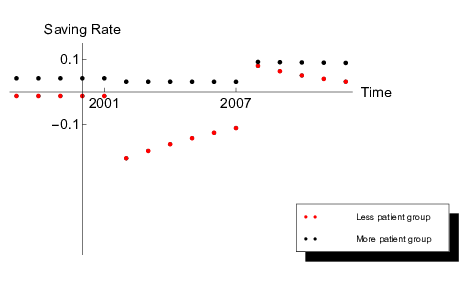 Saving Rate
0.1
Time
2001
2007
−0.1
Less patient group
More patient group